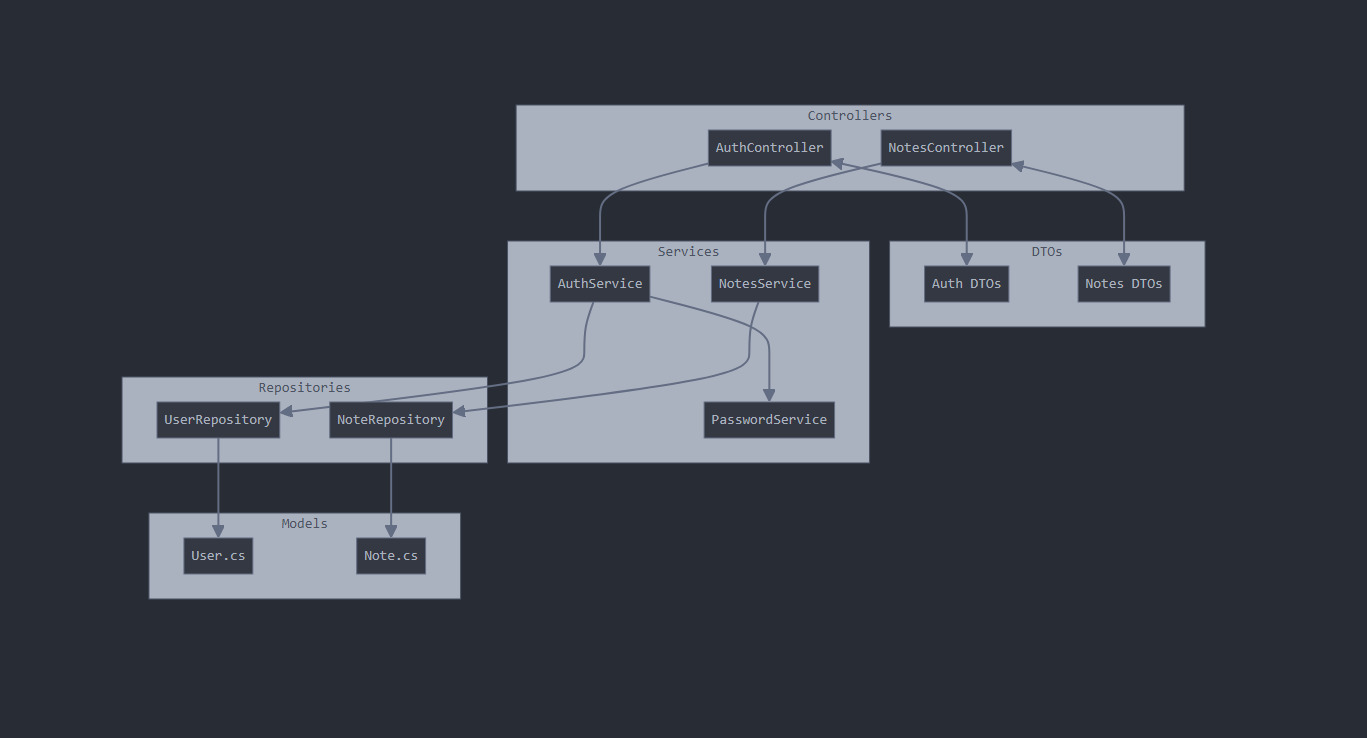 Controllers
AuthController
NotesController
Services
AuthService
NotesService
PasswordService
DTOs
Auth DTOs
Notes DTOs
Repositories
UserRepository
NoteRepository
Models
User.cs
Note.cs